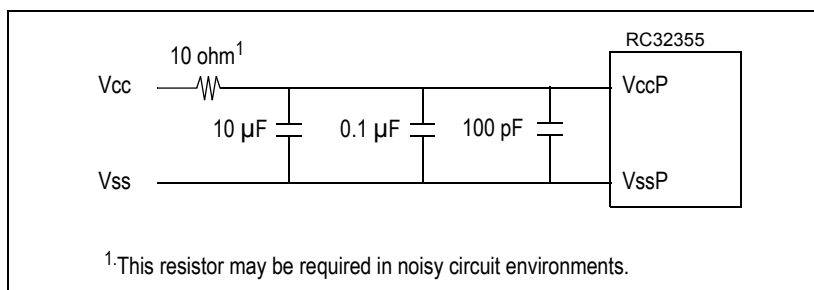 RC32355
10 ohm1
Vcc
VccP
10 µF
0.1 µF
100 pF
Vss
VssP
1.This resistor may be required in noisy circuit environments.